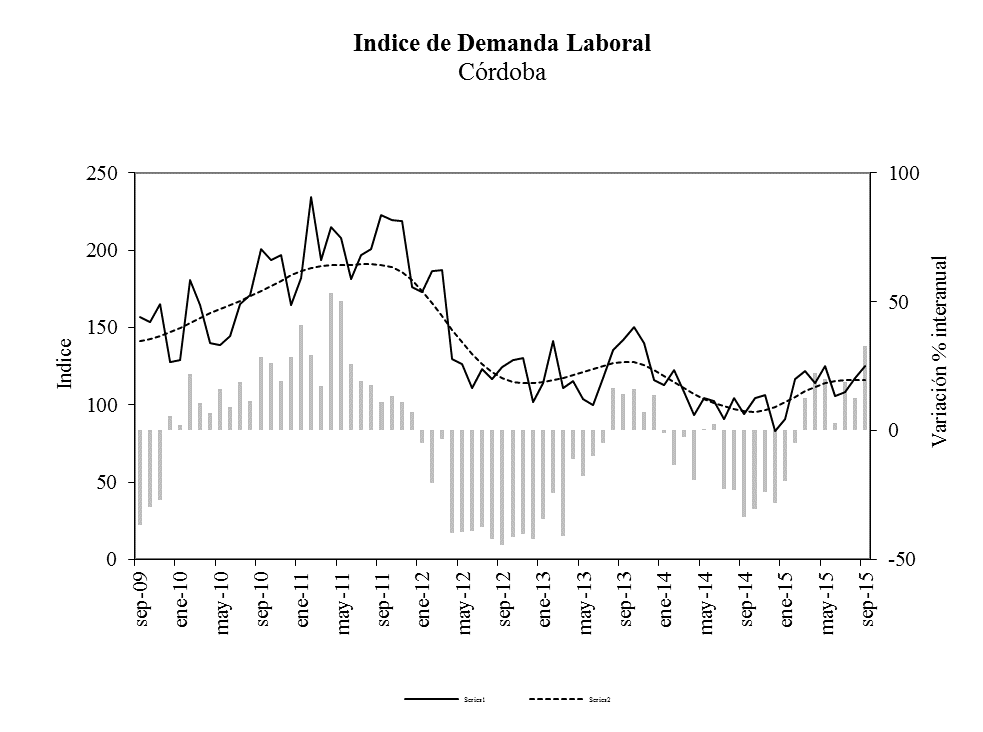 Indice de Demanda Laboral
Córdoba
Indice
250
200
150
100
50
0
100
50
0
-50
Variación % interanual
sep-09
ene-10
may-10
sep-10
ene-11
may-11
sep-11
ene-12
may-12
sep-12
ene-13
may-13
sep-13
ene-14
may-14
sep-14
ene-15
may-15
sep-15
Series1 Series2